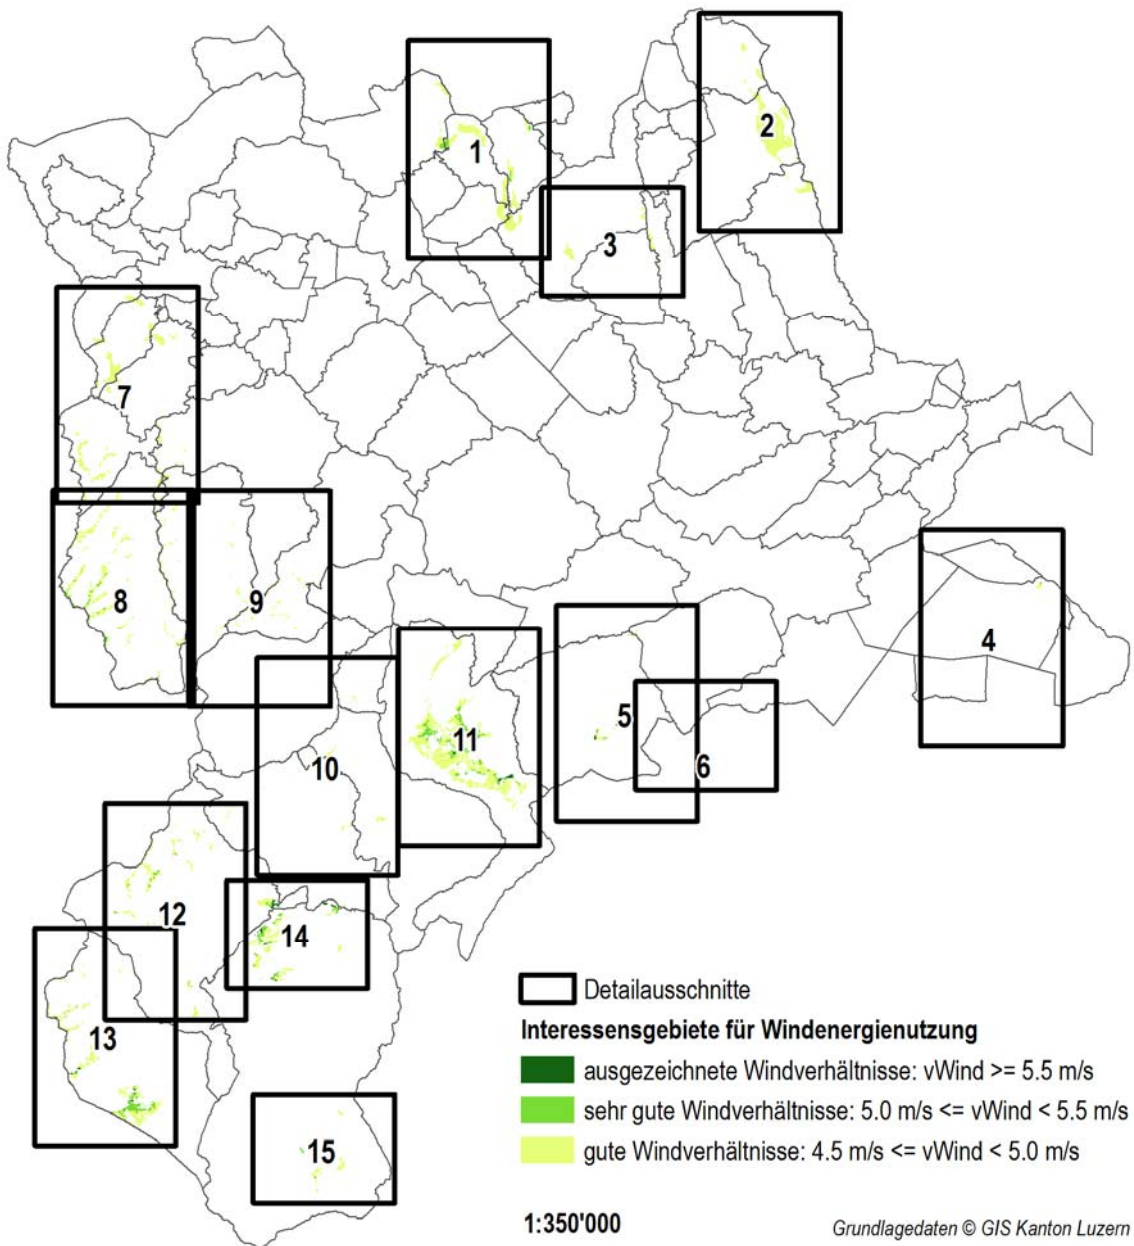 2
1
3
7
8
9
4
5
11
6
10
12
14
13
15
Detailausschnitte
Interessensgebiete für Windenergienutzung
ausgezeichnete Windverhältnisse: vWind >= 5.5 m/s
sehr gute Windverhältnisse: 5.0 m/s <= vWind < 5.5 m/s
gute Windverhältnisse: 4.5 m/s <= vWind < 5.0 m/s
1:350'000
Grundlagedaten © GIS Kanton Luzern